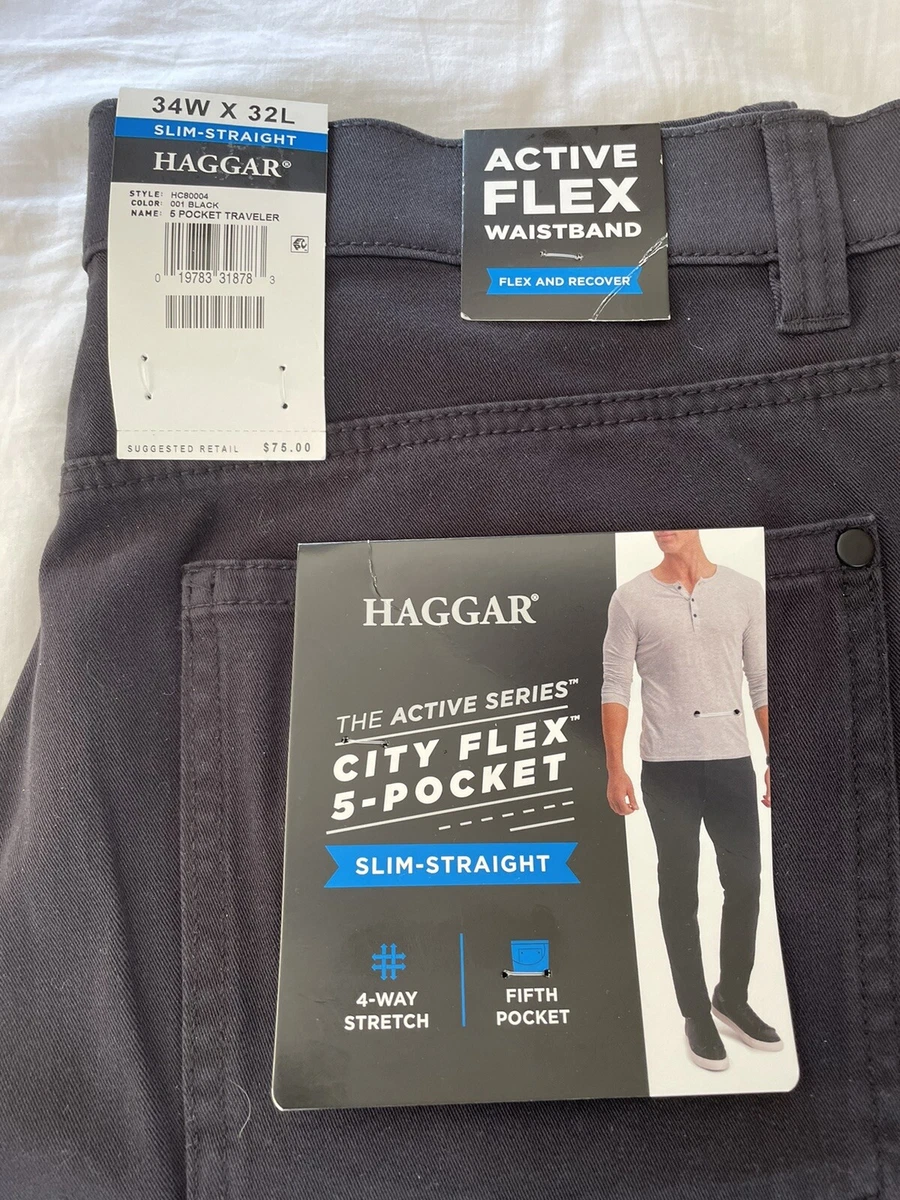 34W X 32L
SLIM-STRAIGHT
HAGGAR®
STYLE: HC80004
COLOR: 001 BLACK
NAME: 5 POCKET TRAVELER
0 19783 31878 3
SUGGESTED RETAIL $75.00
ACTIVE
FLEX
WAISTBAND
FLEX AND RECOVER
HAGGAR®
THE ACTIVE SERIES™
CITY FLEX™
5-POCKET
SLIM-STRAIGHT
4-WAY
STRETCH
FIFTH
POCKET